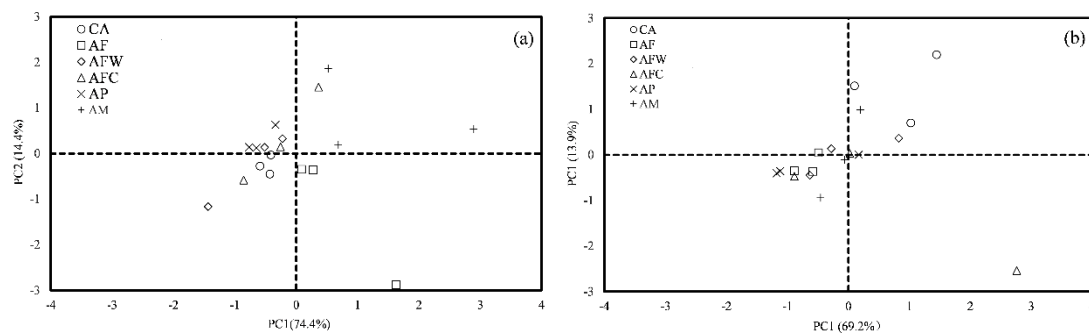 (a)
CA
AF
AFW
AFC
AP
AM
3
2
1
0
-1
-2
-3
PC2 (14.4%)
-4 -3 -2 -1 0 1 2 3 4
PC1(74.4%)
(b)
CA
AF
AFW
AFC
AP
AM
3
2
1
0
-1
-2
-3
PC1 (13.9%)
-4 -3 -2 -1 0 1 2 3 4
PC1 (69.2%)